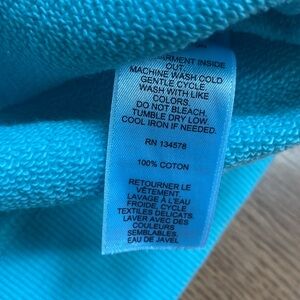 GARMENT INSIDE
OUT.
MACHINE WASH COLD
GENTLE CYCLE.
WASH WITH LIKE
COLORS.
DO NOT BLEACH.
TUMBLE DRY LOW.
COOL IRON IF NEEDED.
RN 134578
100% COTTON
RETOURNER LE
VÊTEMENT.
LAVAGE À L'EAU
FROIDE, CYCLE
TEXTILES DÉLICATS.
LAVER AVEC DES
COULEURS
SEMBLABLES.
EAU DE JAVEL